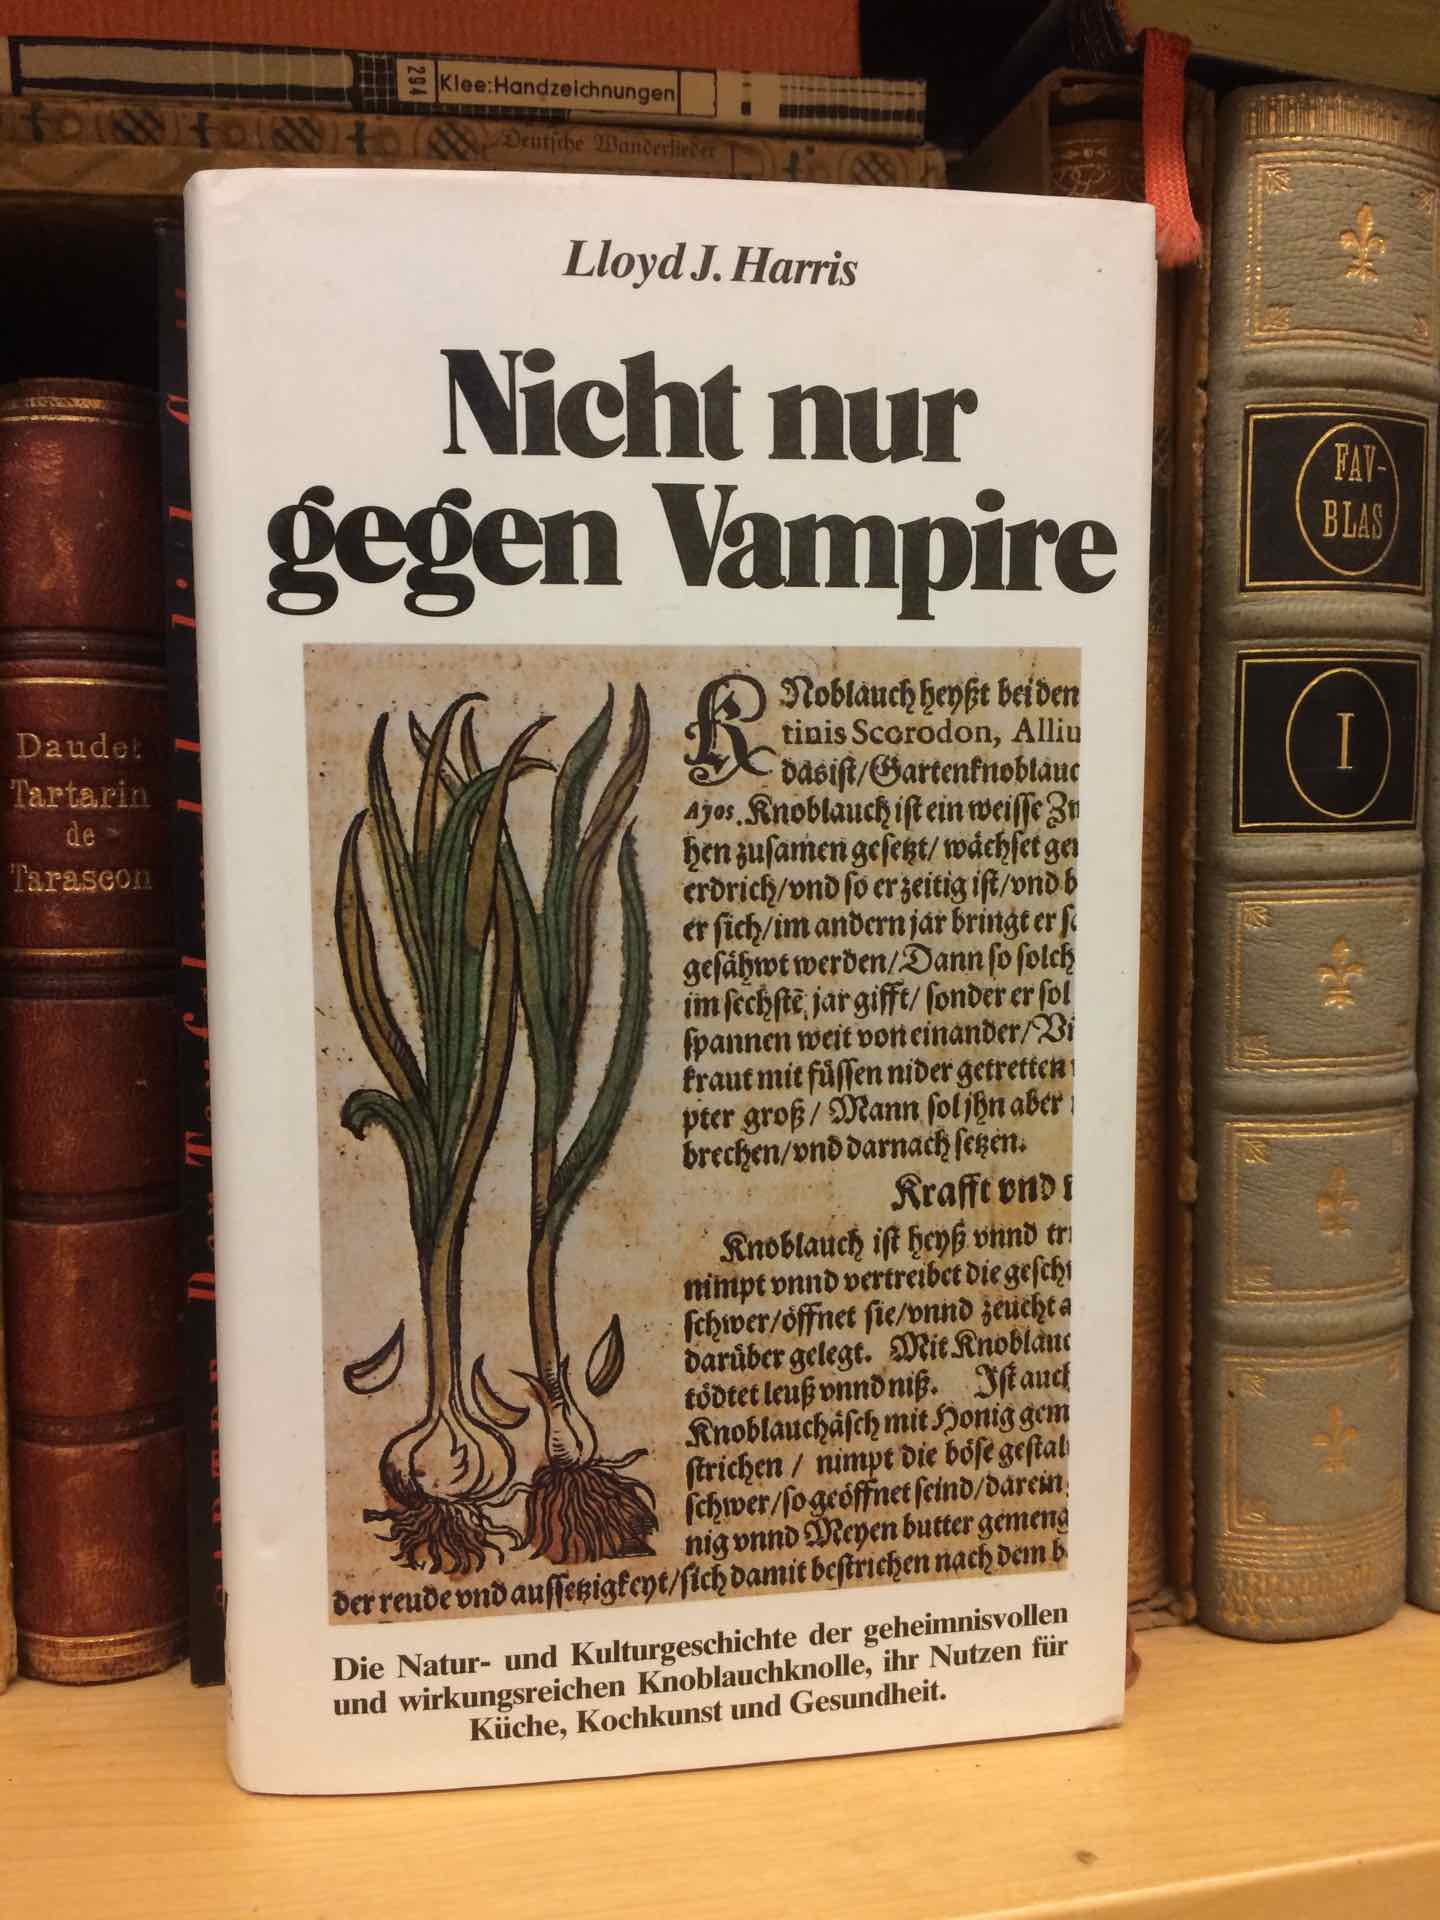 294
Klee:Handzeichnungen
Deutsche Wanderlieder
Lloyd J. Harris
Nicht nur
gegen Vampire
KNoblauch heyßt bei den
tinis Scorodon, Alliu
das ist/Gartenknoblauc
Knoblauch ist ein weisse
hen zusamen gesetzt/ wächset
erdrich/vnd so er zeitig ist/vnd b
er sich/im andern jar bringt er
gesähwt werden/Dann so solch
im sechstē jar gifft/ sonder er sol
spannen weit von einander/Vi
kraut mit füssen nider getretten
pter groß/ Mann sol jhn aber
brechen/vnd darnach setzen.
Krafft vnd
Knoblauch ist heyß vnnd tr
nimpt vnnd vertreibet die gesch
schwer/öffnet sie/vnnd zeucht a
darüber gelegt. Mit Knoblauc
tödtet leuß vnnd niß. Ist auch
Knoblauchäsch mit Honig gem
strichen / nimpt die böse gestal
schwer/so geöffnet seind/darein
nig vnnd Meyen butter gemeng
der reude vnd aussetzigkeyt/sich damit bestrichen nach dem b
Die Natur- und Kulturgeschichte der geheimnisvollen
und wirkungsreichen Knoblauchknolle, ihr Nutzen für
Küche, Kochkunst und Gesundheit.
Daudet
Tartarin
de
Tarascon
FAV-
BLAS
I